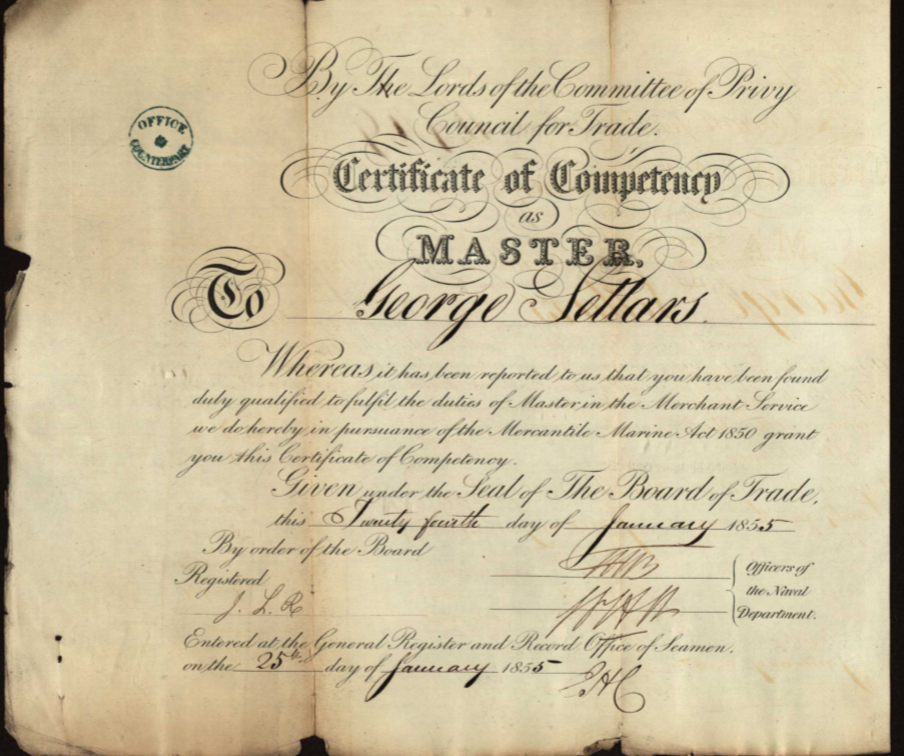 By The Lords of the Committee of Privy
Council for Trade.
OFFICE
COUNTERPART
Certificate of Competency
as
MASTER.
To George Sellars.
Whereas it has been reported to us that you have been found
duly qualified to fulfil the duties of Master in the Merchant Service
we do hereby in pursuance of the Mercantile Marine Act 1850 grant
you this Certificate of Competency.
Given under the Seal of The Board of Trade,
this Twenty fourth day of January 1855
By order of the Board
Officers of
the Naval
Department.
Registered
J. L. R
Entered at the General Register and Record Office of Seamen.
on the 25th day of January 1855